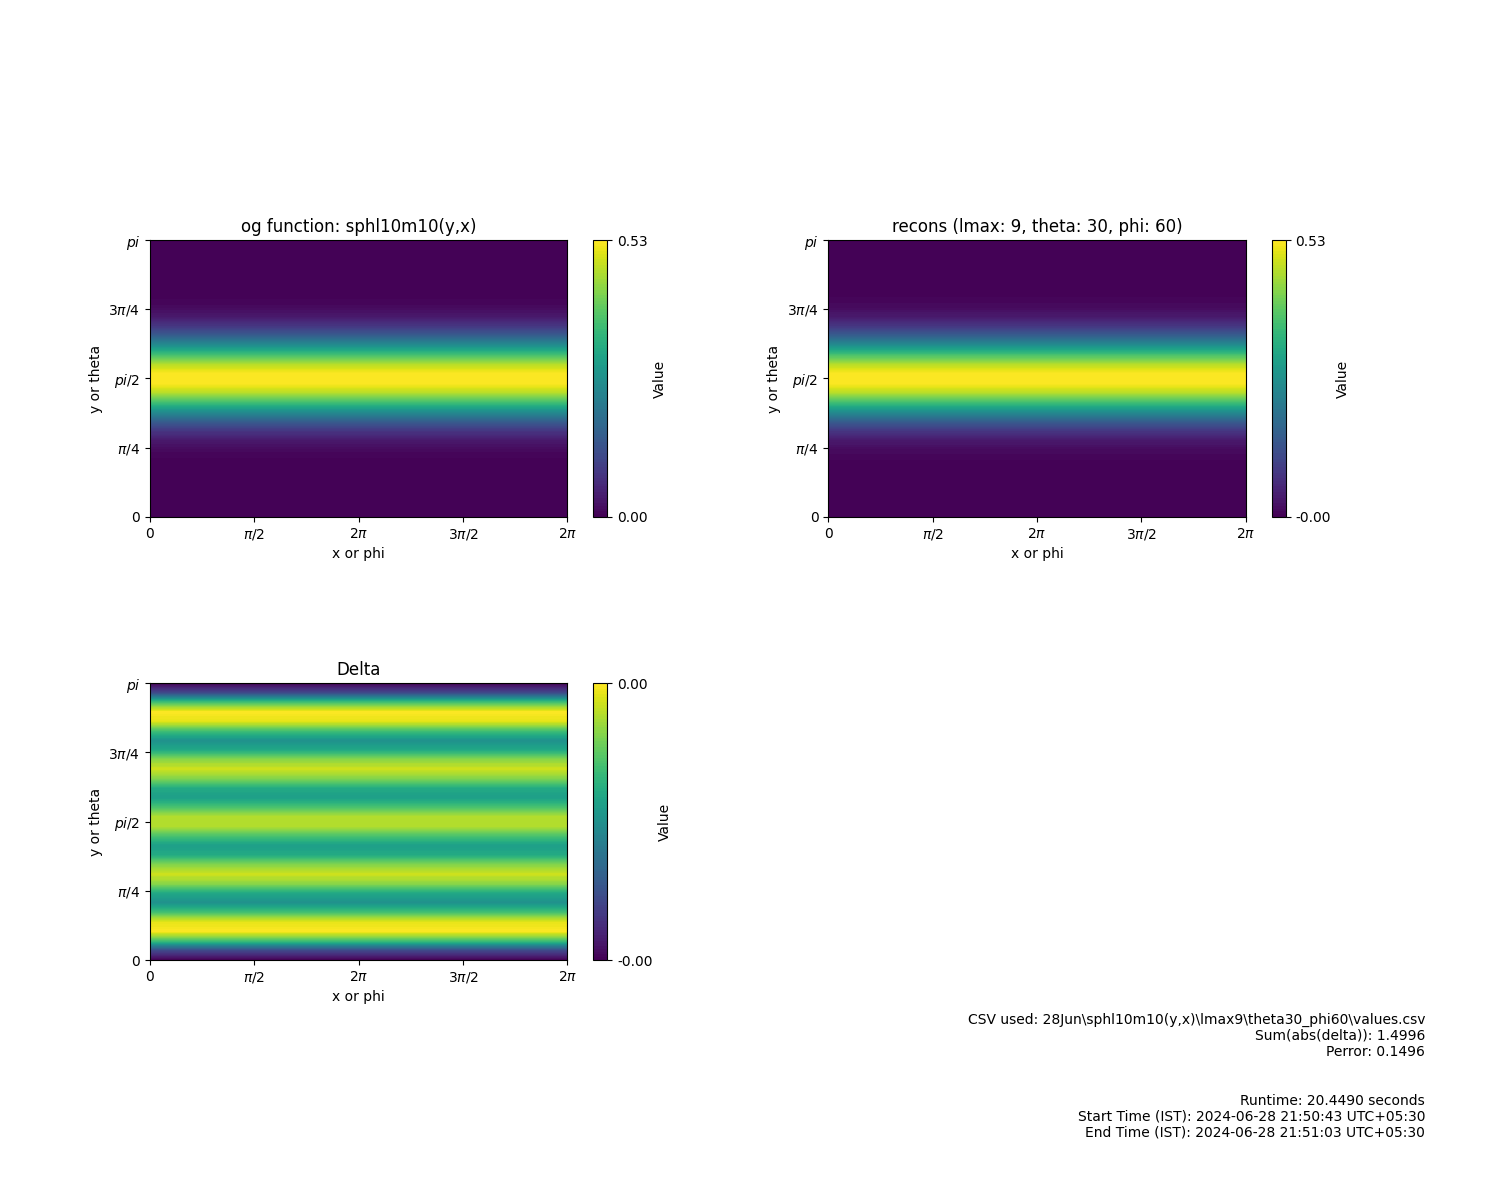 og function: sphl10m10(y,x)
pi
3π/4
pi/2
π/4
0
y or theta
0
π/2
2π
3π/2
2π
x or phi
0.53
0.00
Value
recons (lmax: 9, theta: 30, phi: 60)
pi
3π/4
pi/2
π/4
0
y or theta
0
π/2
2π
3π/2
2π
x or phi
0.53
-0.00
Value
Delta
pi
3π/4
pi/2
π/4
0
y or theta
0
π/2
2π
3π/2
2π
x or phi
0.00
-0.00
Value
CSV used: 28Jun\sphl10m10(y,x)\lmax9\theta30_phi60\values.csv
Sum(abs(delta)): 1.4996
Perror: 0.1496
Runtime: 20.4490 seconds
Start Time (IST): 2024-06-28 21:50:43 UTC+05:30
End Time (IST): 2024-06-28 21:51:03 UTC+05:30